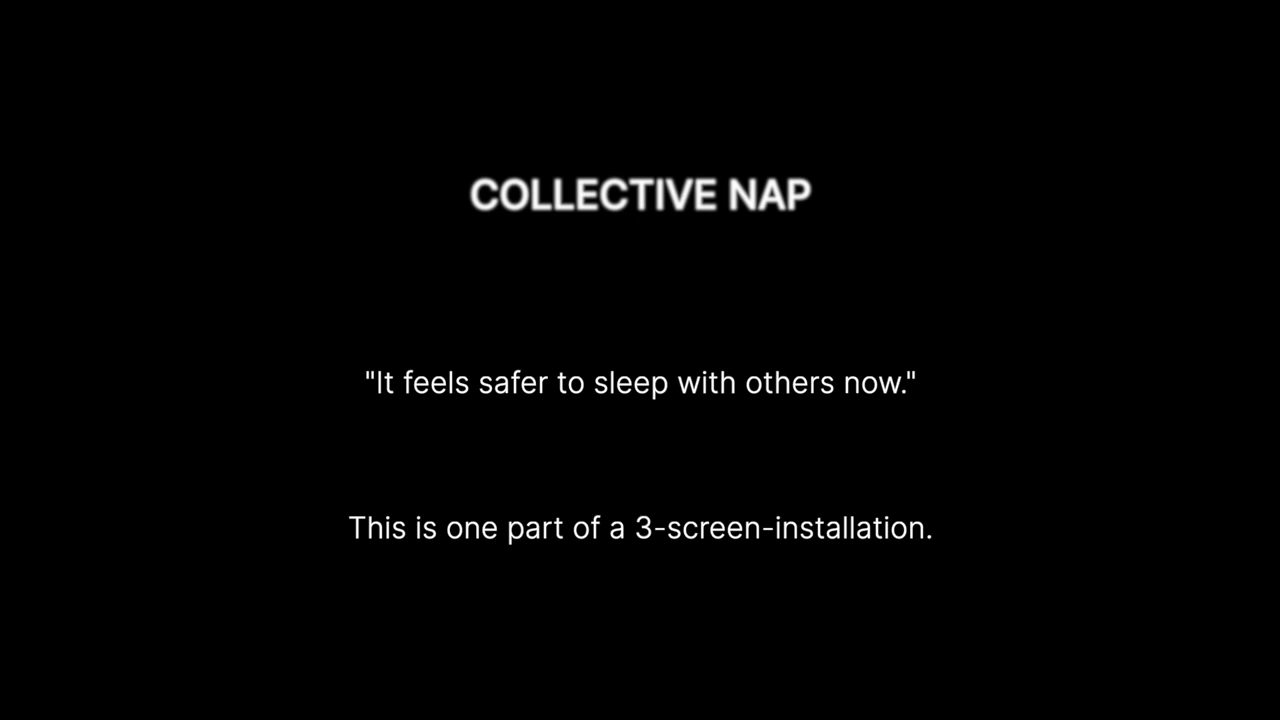 COLLECTIVE NAP
"It feels safer to sleep with others now."
This is one part of a 3-screen-installation.